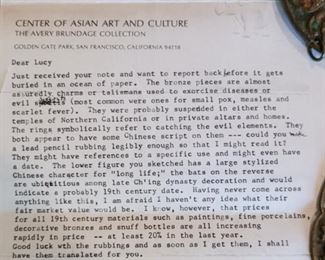 CENTER OF ASIAN ART AND CULTURE
THE AVERY BRUNDAGE COLLECTION
GOLDEN GATE PARK, SAN FRANCISCO, CALIFORNIA 94118
Dear Lucy
Just received your note and want to report back before it gets
buried in an ocean of paper. The bronze pieces are almost
assuredly charms or talismans used to exorcise diseases or
evil (most common were ones for small pox, measles and
scarlet fever). They were probably suspended in either the
temples of Northern California or in private altars and homes.
The rings symbolically refer to catching the evil elements. They
both appear to have some Chinese script on them --- could you make
a lead pencil rubbing legibly enough so that I might read it?
They might have references to a specific use and might even have
a date. The lower figure you sketched has a large stylized
Chinese character for "long life;" the bats on the reverse
are ubiquitious among late Ch'ing dynasty decoration and would
indicate a probably 19th century date. Having never come across
anything like this, I am afraid I haven't any idea what their
fair market value would be. I know, however, that prices
for all 19th century materials such as paintings, fine porcelains,
decorative bronzes and snuff bottles are all increasing
rapidly in price -- at least 20% in the last year.
Good luck wth the rubbings and as soon as I get them, I shall
have them translated for you.